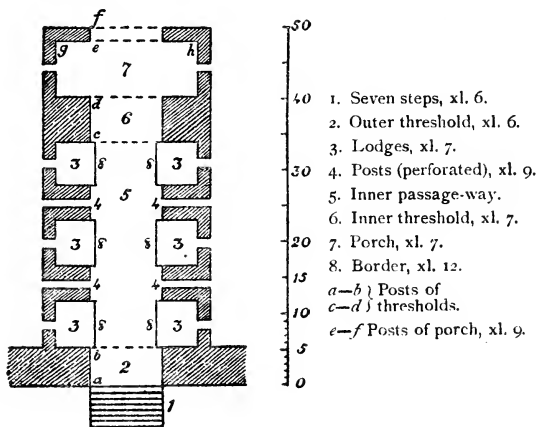 f
g e h
7
d
6
c
3 8 8 3
4 5 4
3 8 8 3
4 4
3 8 8 3
b
2
a
1
50
40
30
20
15
10
5
0
1. Seven steps, xl. 6.
2. Outer threshold, xl. 6.
3. Lodges, xl. 7.
4. Posts (perforated), xl. 9.
5. Inner passage-way.
6. Inner threshold, xl. 7.
7. Porch, xl. 7.
8. Border, xl. 12.
a—b } Posts of
c—d } thresholds.
e—f Posts of porch, xl. 9.